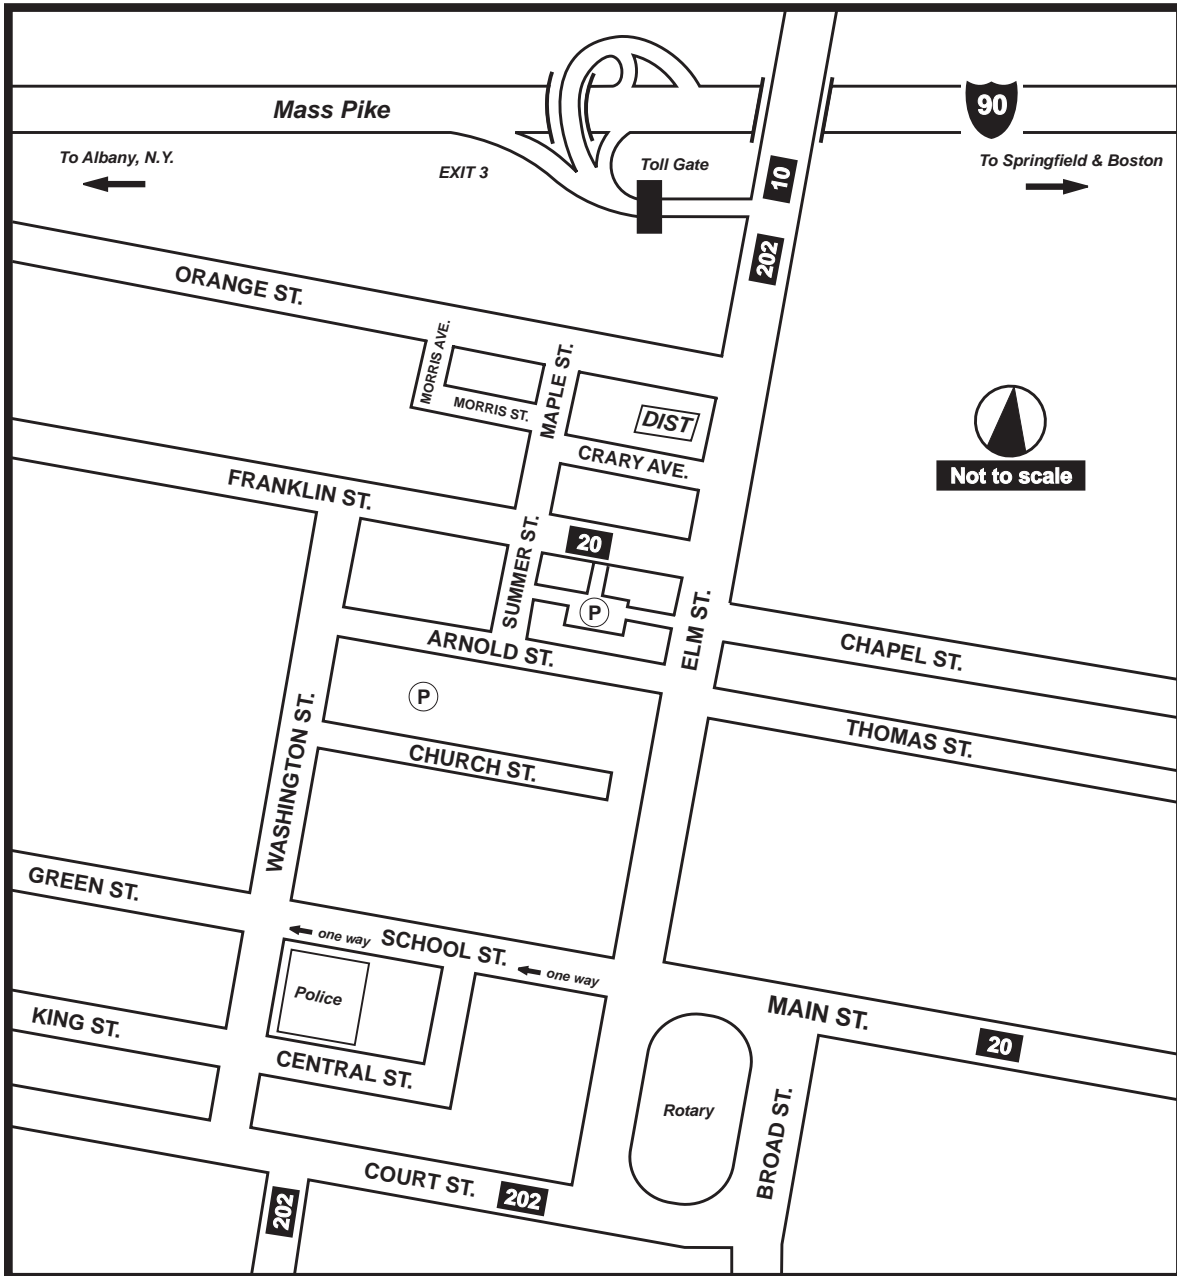 90
Mass Pike
To Albany, N.Y.
EXIT 3
Toll Gate
To Springfield & Boston
10
202
ORANGE ST.
MORRIS AVE.
MAPLE ST.
MORRIS ST.
DIST
CRARY AVE.
Not to scale
FRANKLIN ST.
20
SUMMER ST.
P
ELM ST.
ARNOLD ST.
CHAPEL ST.
P
WASHINGTON ST.
CHURCH ST.
THOMAS ST.
GREEN ST.
one way
SCHOOL ST.
one way
Police
MAIN ST.
20
KING ST.
CENTRAL ST.
Rotary
BROAD ST.
COURT ST.
202
202